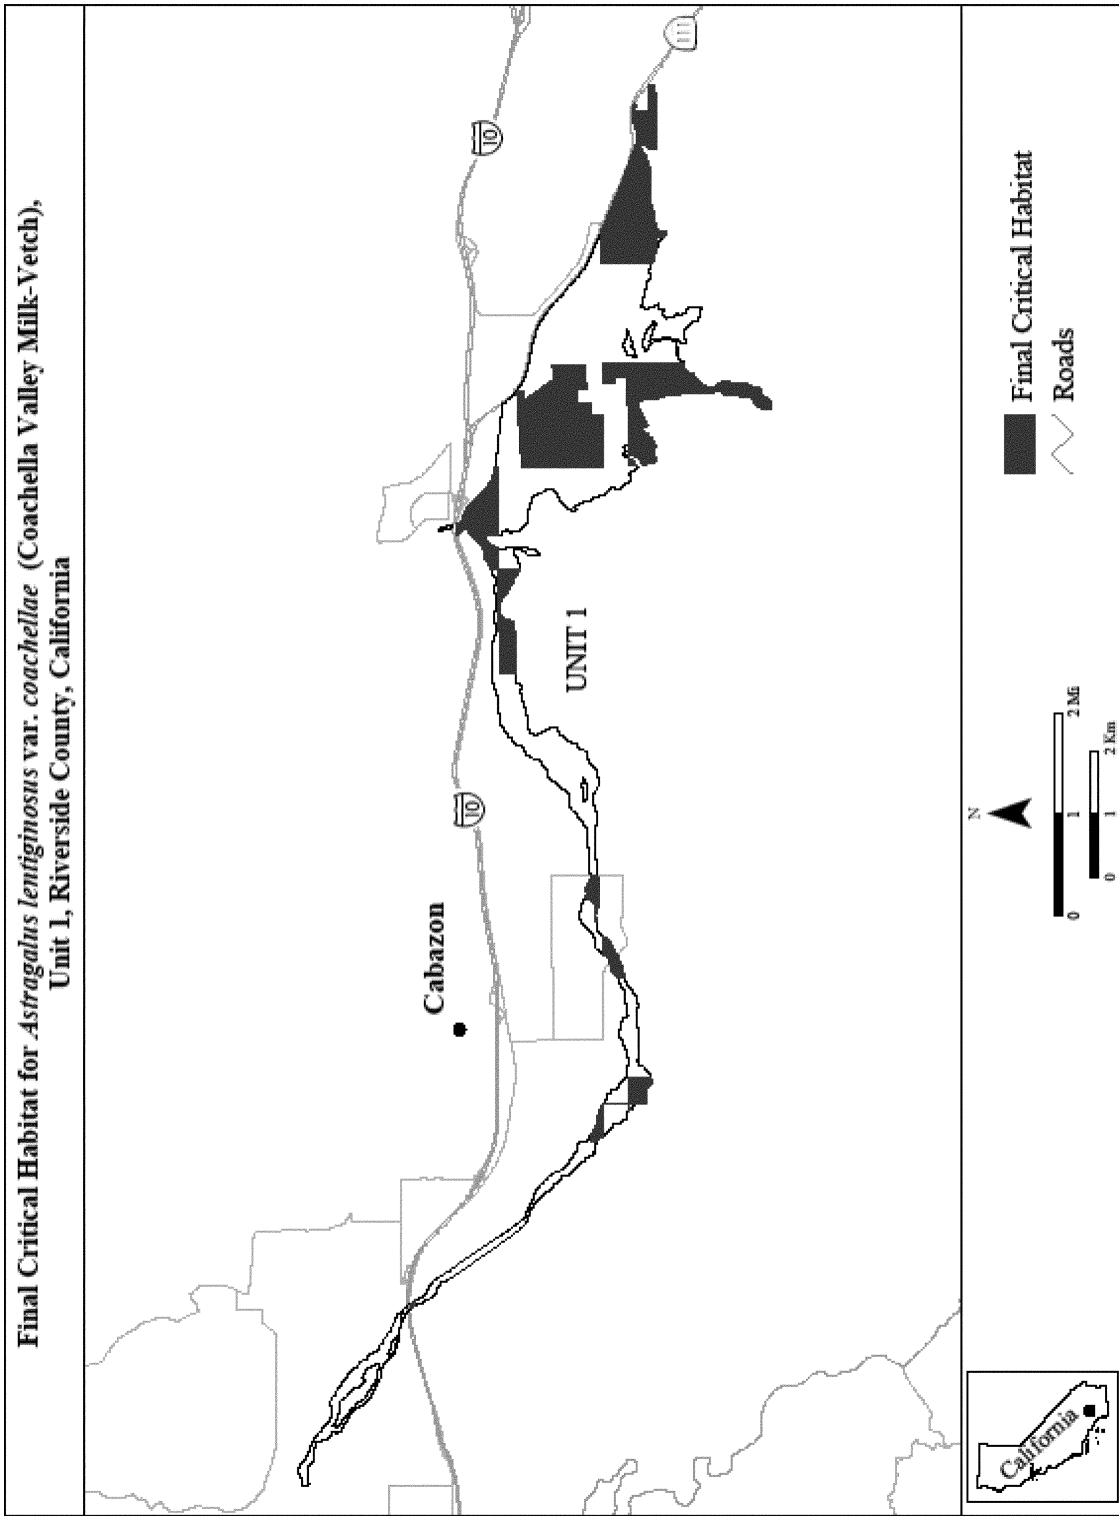 Final Critical Habitat for Astragalus lentiginosus var. coachellae (Coachella Valley Milk-Vetch),
Unit 1, Riverside County, California
10
111
10
Cabazon
UNIT 1
California
N
0 1 2 Mi
0 1 2 Km
Final Critical Habitat
Roads